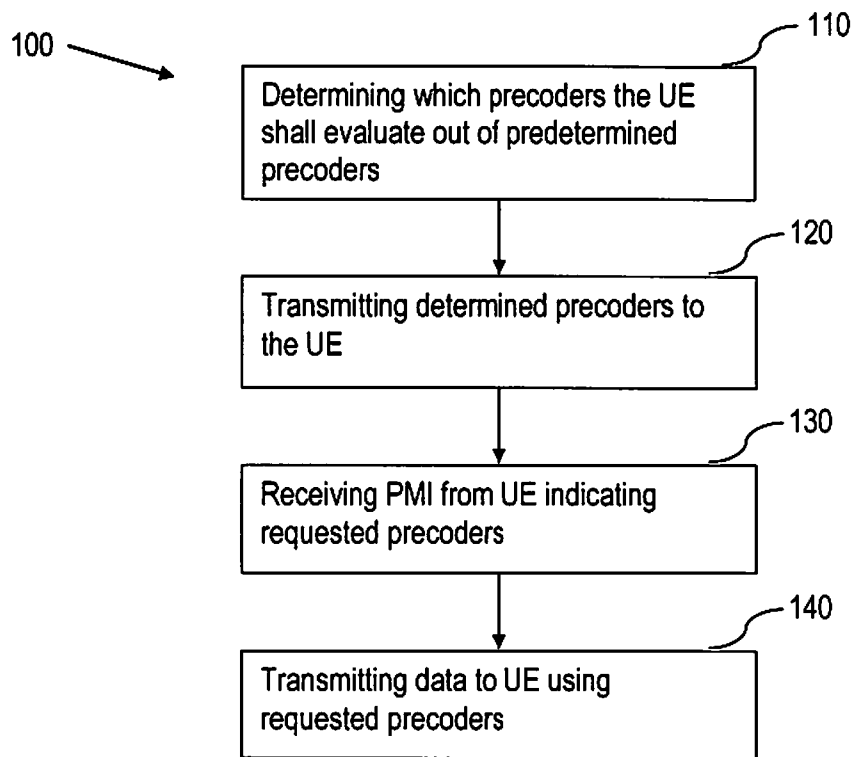 100
110
Determining which precoders the UE
shall evaluate out of predetermined
precoders
120
Transmitting determined precoders to
the UE
130
Receiving PMI from UE indicating
requested precoders
140
Transmitting data to UE using
requested precoders